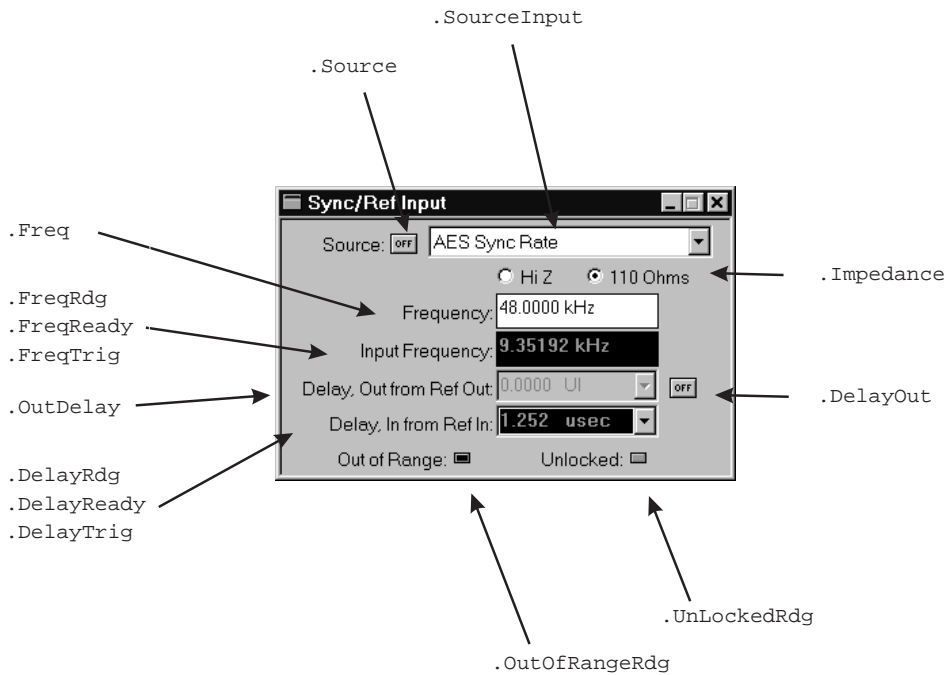 .SourceInput
.Source
Sync/Ref Input
.Freq
Source: OFF AES Sync Rate
Hi Z 110 Ohms
.Impedance
.FreqRdg
.FreqReady
.FreqTrig
Frequency: 48.0000 kHz
Input Frequency: 9.35192 kHz
Delay, Out from Ref Out: 0.0000 UI OFF
.OutDelay
.DelayOut
Delay, In from Ref In: 1.252 usec
Out of Range: Unlocked:
.DelayRdg
.DelayReady
.DelayTrig
.UnLockedRdg
.OutOfRangeRdg